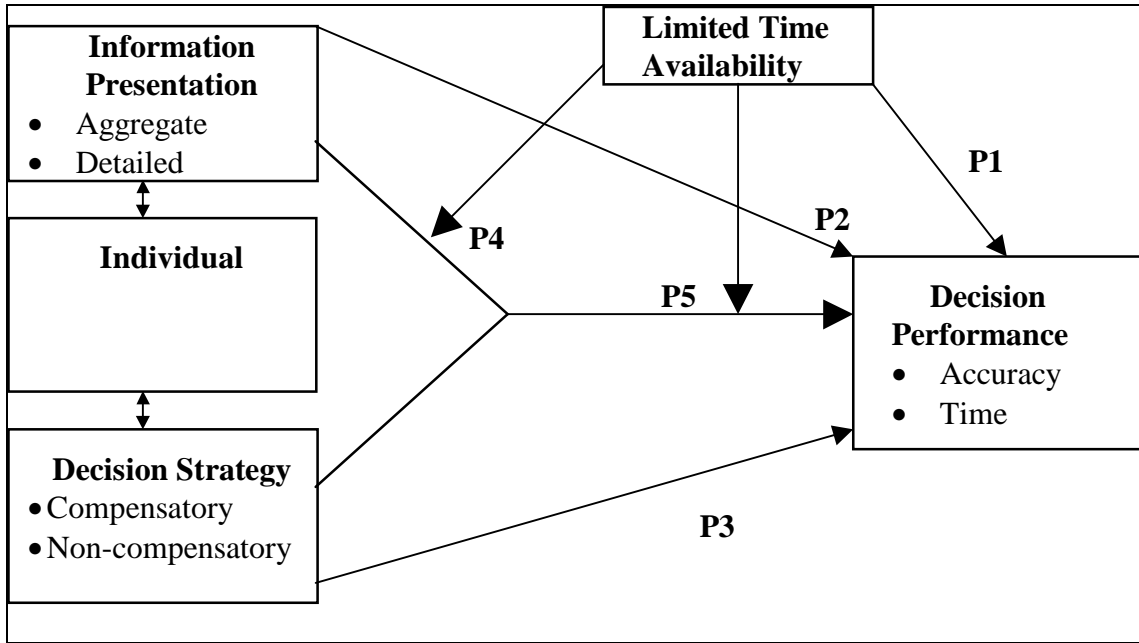 Information
Presentation
• Aggregate
• Detailed
Individual
Decision Strategy
• Compensatory
• Non-compensatory
Limited Time
Availability
P1
P2
P4
P5
P3
Decision
Performance
• Accuracy
• Time